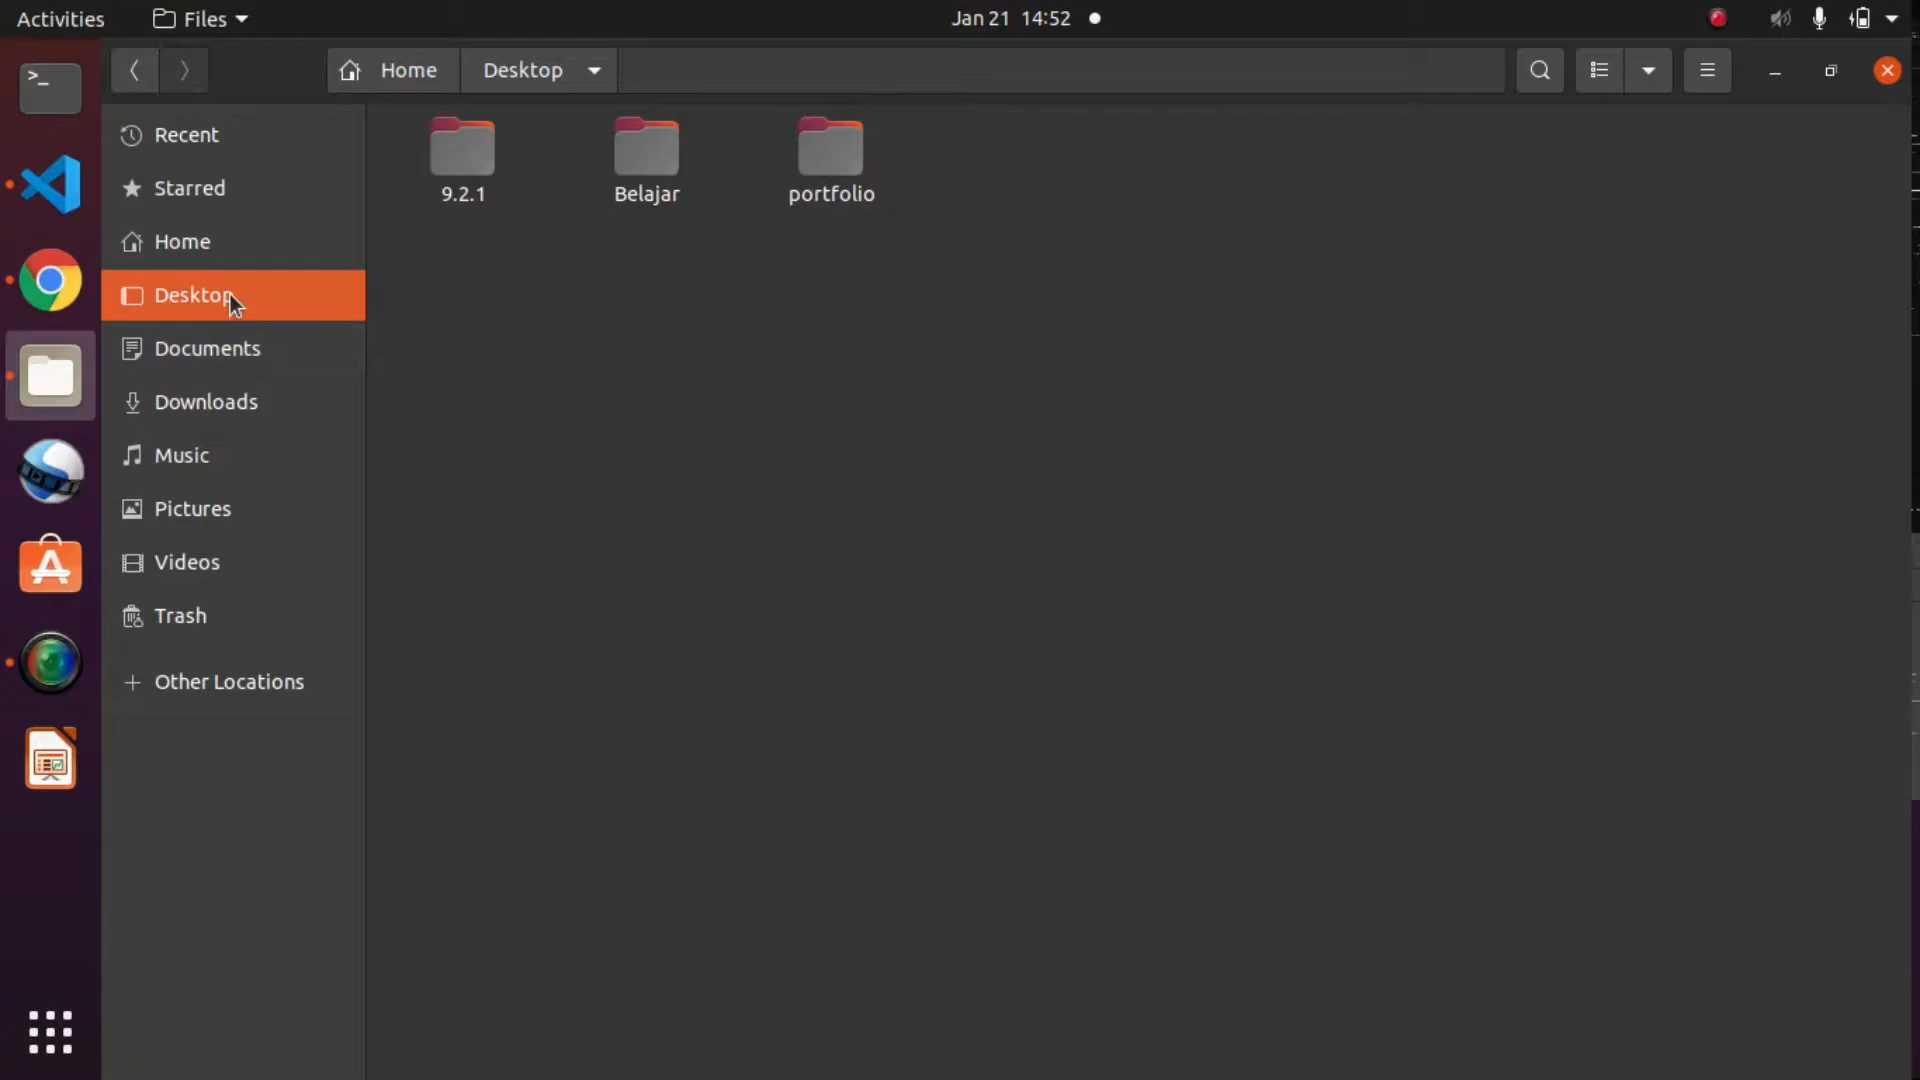 Activities
Files
Jan 21 14:52
Home
Desktop
Recent
Starred
Home
Desktop
Documents
Downloads
Music
Pictures
Videos
Trash
Other Locations
9.2.1
Belajar
portfolio